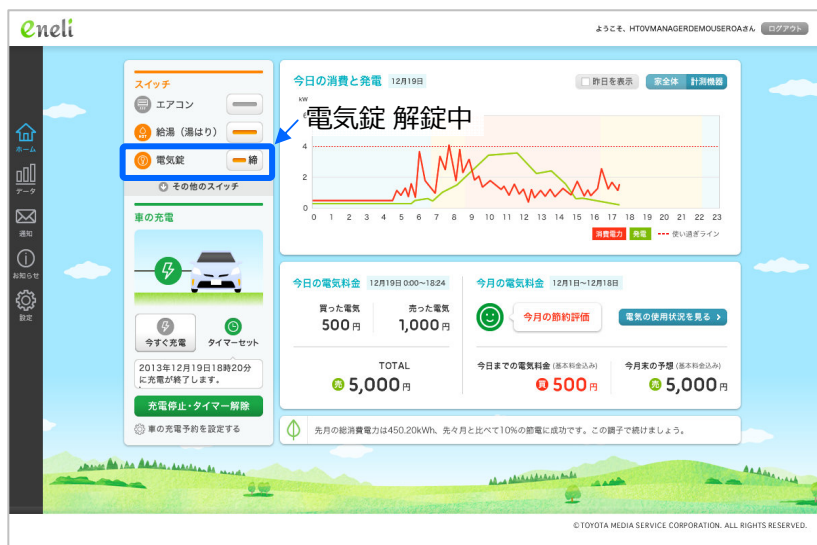 eneli
ようこそ、HTOVMANAGERDEMOUSEROAさん
ログアウト
ホーム
データ
通知
お知らせ
設定
スイッチ
エアコン
給湯（湯はり）
電気錠
締
その他のスイッチ
電気錠 解錠中
車の充電
今すぐ充電
タイマーセット
2013年12月19日18時20分
に充電が終了します。
充電停止・タイマー解除
車の充電予約を設定する
今日の消費と発電 12月19日
昨日を表示
家全体 計測機器
kW
6
4
2
0
0 1 2 3 4 5 6 7 8 9 10 11 12 13 14 15 16 17 18 19 20 21 22 23
消費電力 発電 使い過ぎライン
今日の電気料金 12月19日 0:00〜18:24
買った電気
500 円
売った電気
1,000 円
TOTAL
売 5,000 円
今月の電気料金 12月1日〜12月18日
今月の節約評価
電気の使用状況を見る
今日までの電気料金 (基本料金込み)
買 500 円
今月末の予想 (基本料金込み)
売 5,000 円
先月の総消費電力は450.20kWh、先々月と比べて10%の節電に成功です。この調子で続けましょう。
© TOYOTA MEDIA SERVICE CORPORATION. ALL RIGHTS RESERVED.